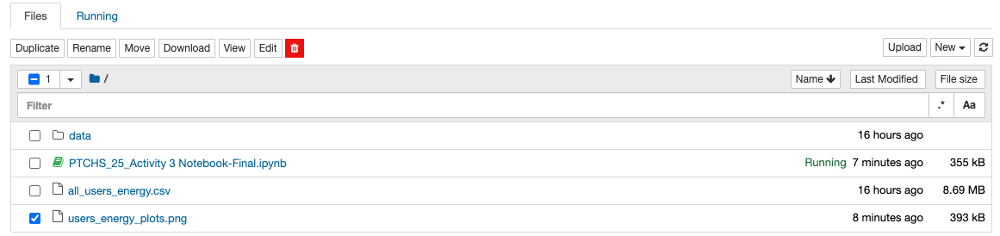 Files Running
Duplicate Rename Move Download View Edit Upload New
1 / Name Last Modified File size
Filter .* Aa
data 16 hours ago
PTCHS_25_Activity 3 Notebook-Final.ipynb Running 7 minutes ago 355 kB
all_users_energy.csv 16 hours ago 8.69 MB
users_energy_plots.png 8 minutes ago 393 kB